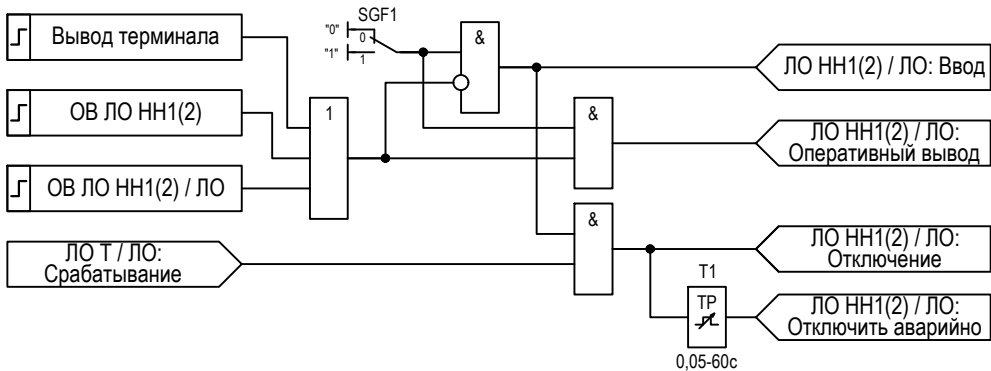 SGF1
"0"
0
"1"
1
&
Вывод терминала
ЛО НН1(2) / ЛО: Ввод
ОВ ЛО НН1(2)
1
&
ЛО НН1(2) / ЛО:
Оперативный вывод
ОВ ЛО НН1(2) / ЛО
&
ЛО Т / ЛО:
Срабатывание
ЛО НН1(2) / ЛО:
Отключение
T1
ТР
ЛО НН1(2) / ЛО:
Отключить аварийно
0,05-60с